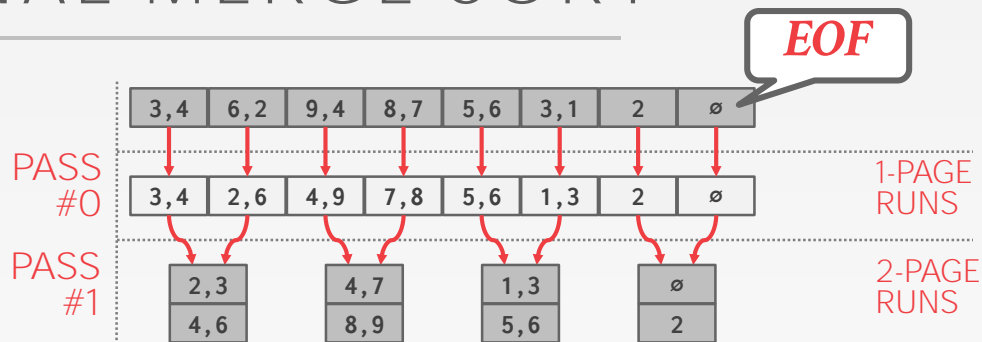 EOF
3,4 6,2 9,4 8,7 5,6 3,1 2 ø
PASS #0
3,4 2,6 4,9 7,8 5,6 1,3 2 ø
1-PAGE RUNS
PASS #1
2,3 4,7 1,3 ø
4,6 8,9 5,6 2
2-PAGE RUNS